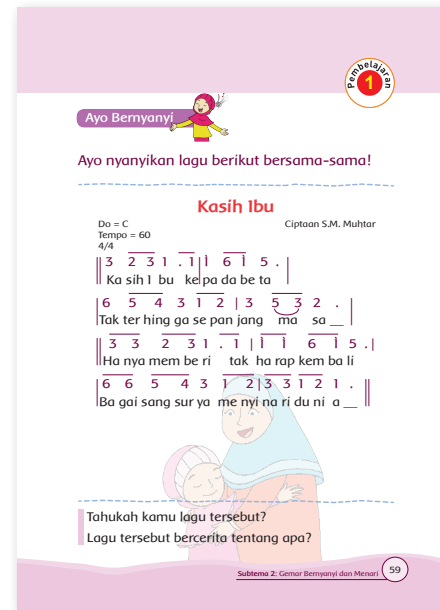 Pembelajaran
1
Ayo Bernyanyi
Ayo nyanyikan lagu berikut bersama-sama!
Kasih Ibu
Do = C
Ciptaan S.M. Muhtar
Tempo = 60
4/4
3 2 3 1 . 1 | i 6 i 5 . |
Ka sih I bu ke pa da be ta
6 5 4 3 1 2 | 3 5 3 2 . |
Tak ter hing ga se pan jang ma sa __
3 3 2 3 1 . 1 | i i 6 i 5 . |
Ha nya mem be ri tak ha rap kem ba li
6 6 5 4 3 1 2 | 3 3 1 2 1 . ||
Ba gai sang sur ya me nyi na ri du ni a __
Tahukah kamu lagu tersebut?
Lagu tersebut bercerita tentang apa?
Subtema 2: Gemar Bernyanyi dan Menari 59